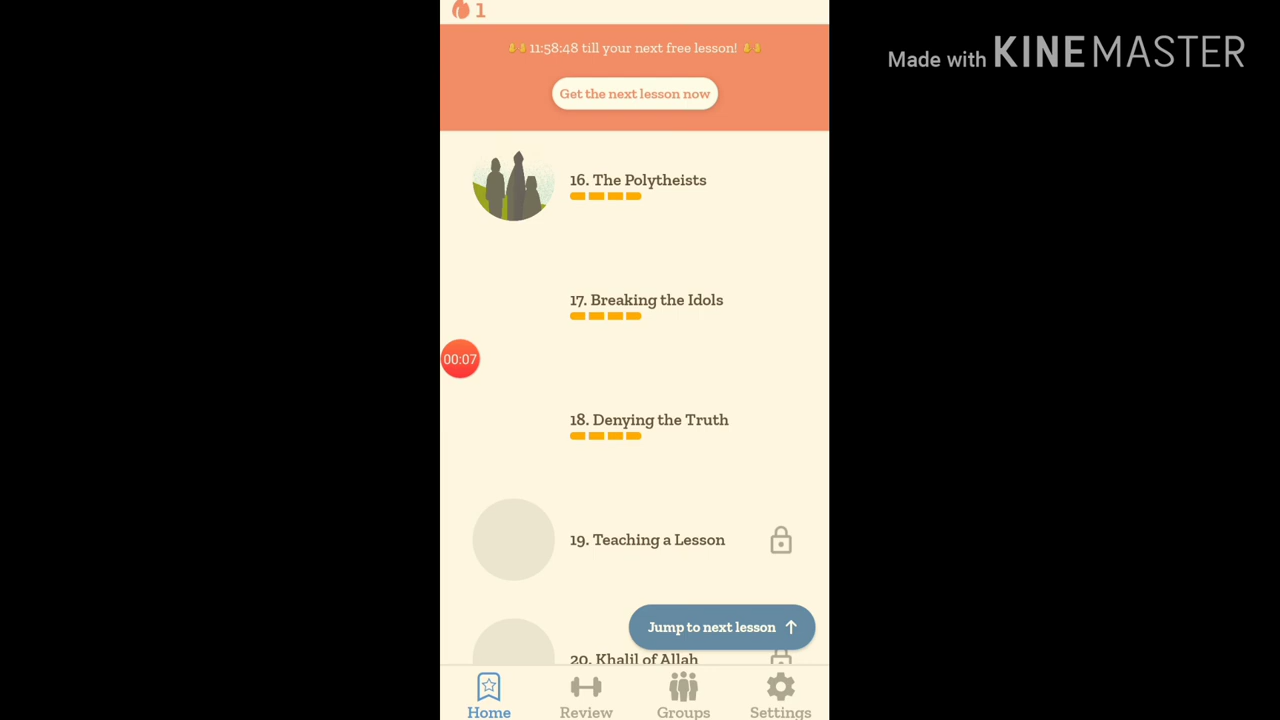 1
11:58:48 till your next free lesson!
Get the next lesson now
Made with KINEMASTER
16. The Polytheists
17. Breaking the Idols
00:07
18. Denying the Truth
19. Teaching a Lesson
Jump to next lesson
20. Khalil of Allah
Home
Review
Groups
Settings